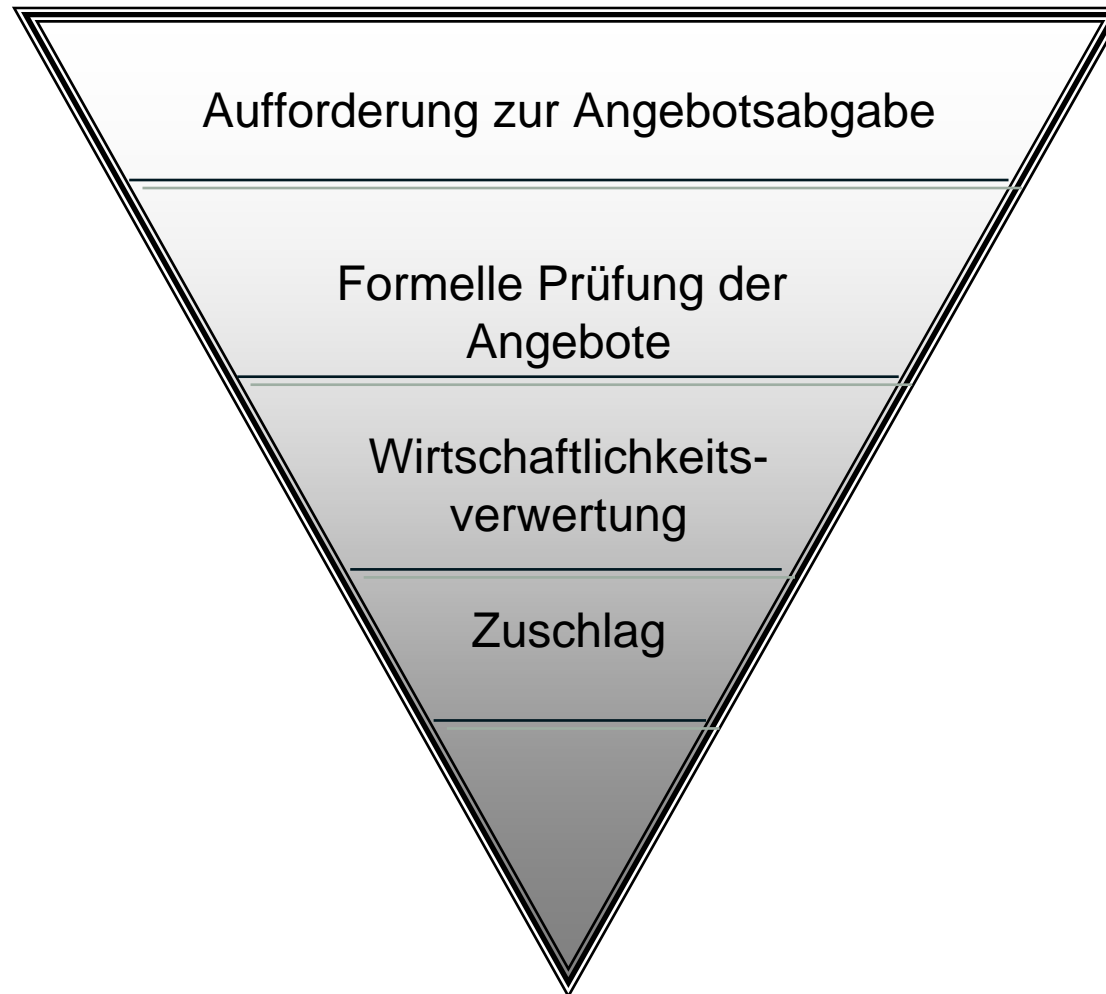 Aufforderung zur Angebotsabgabe
Formelle Prüfung der
Angebote
Wirtschaftlichkeits-
verwertung
Zuschlag